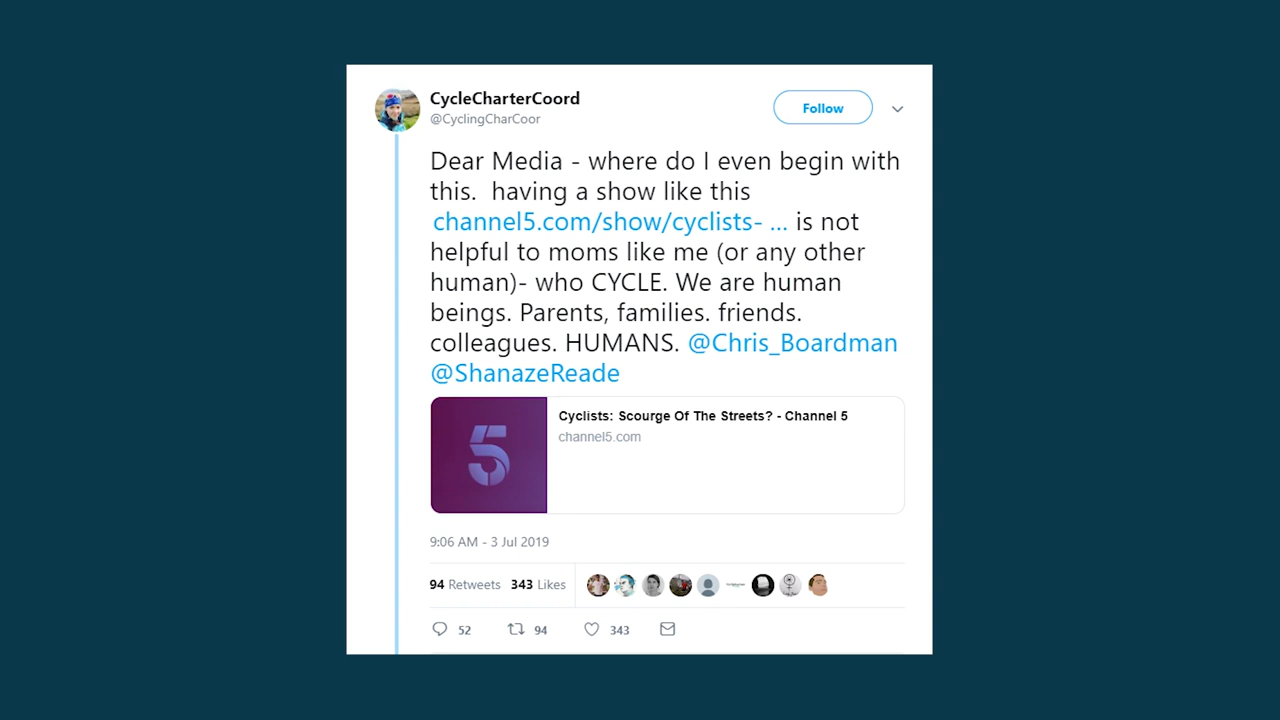 CycleCharterCoord
@CyclingCharCoor
Follow
Dear Media - where do I even begin with
this.  having a show like this
channel5.com/show/cyclists- ... is not
helpful to moms like me (or any other
human)- who CYCLE. We are human
beings. Parents, families. friends.
colleagues. HUMANS. @Chris_Boardman
@ShanazeReade
5
Cyclists: Scourge Of The Streets? - Channel 5
channel5.com
9:06 AM - 3 Jul 2019
94 Retweets 343 Likes
52 94 343